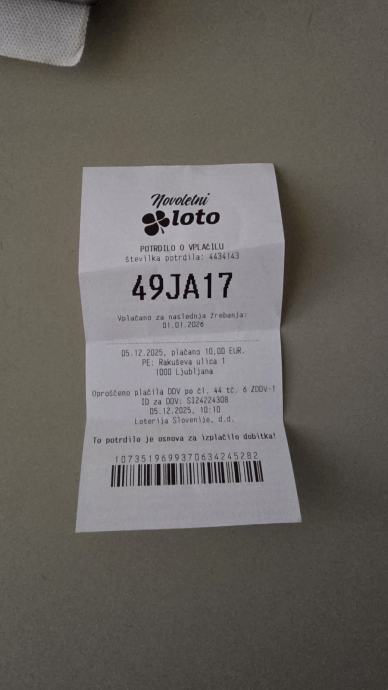 Novoletni
loto
POTRDILO O VPLAČILU
številka potrdila: 4434143
49JA17
Vplačano za naslednja žrebanja:
01.01.2026
05.12.2025, plačano 10,00 EUR.
PE: Rakuševa ulica 1
1000 Ljubljana
Oproščeno plačila DDV po čl. 44 tč. 6 ZDDV-1
ID za DDV: SI24224308
05.12.2025, 10:10
Loterija Slovenije, d.d.
To potrdilo je osnova za izplačilo dobitka!
1073519699370634245282